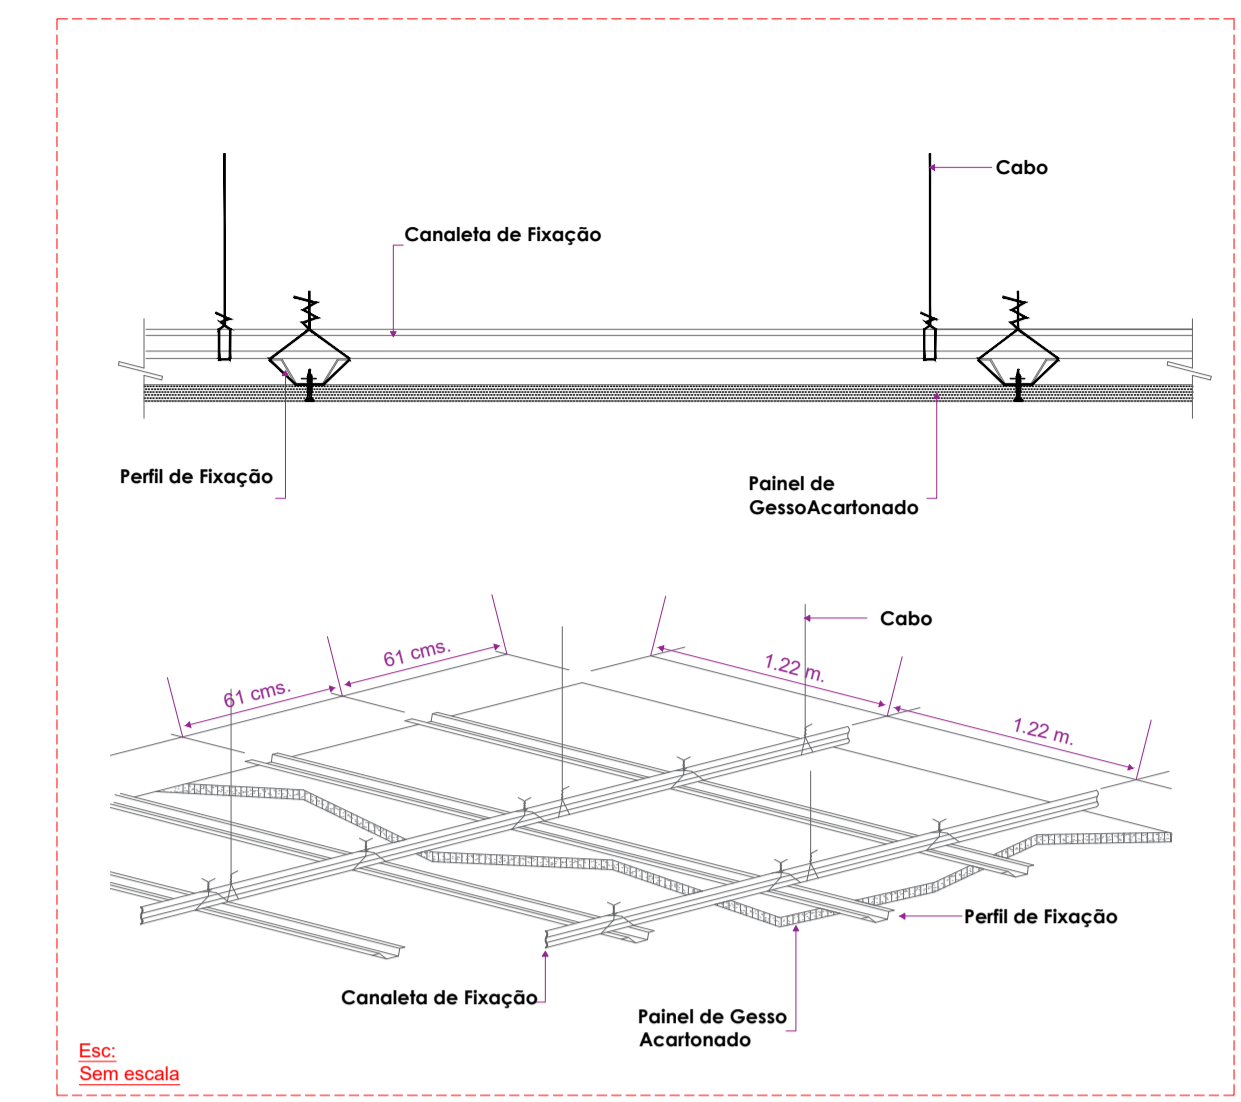 Cabo
Canaleta de Fixação
Perfil de Fixação
Painel de
GessoAcartonado
Cabo
61 cms.
1.22 m.
61 cms.
1.22 m.
Perfil de Fixação
Canaleta de Fixação
Painel de Gesso
Acartonado
Esc:
Sem escala